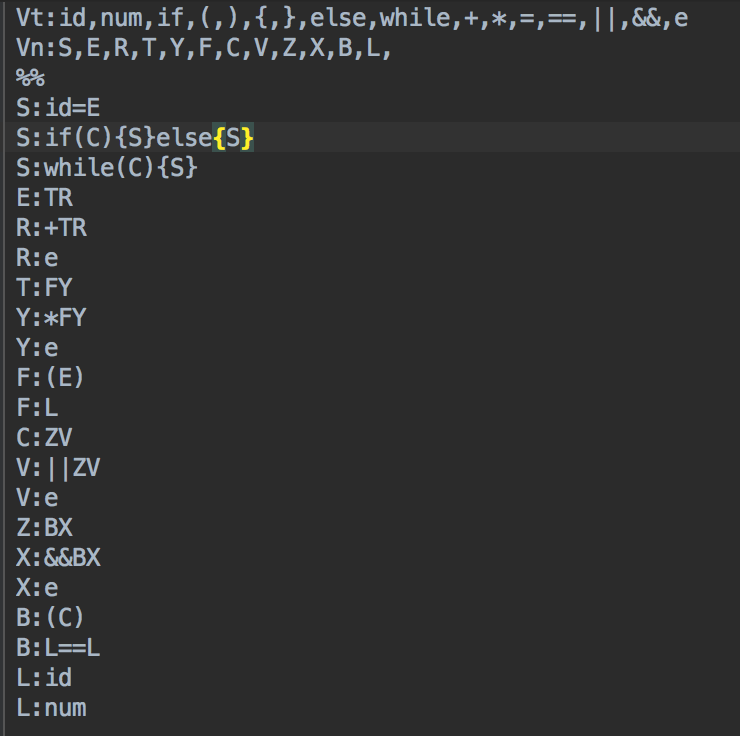 Vt:id,num,if,(,),{,},else,while,+,*,=,==,||,&&,e
Vn:S,E,R,T,Y,F,C,V,Z,X,B,L,
%%
S:id=E
S:if(C){S}else{S}
S:while(C){S}
E:TR
R:+TR
R:e
T:FY
Y:*FY
Y:e
F:(E)
F:L
C:ZV
V:||ZV
V:e
Z:BX
X:&&BX
X:e
B:(C)
B:L==L
L:id
L:num